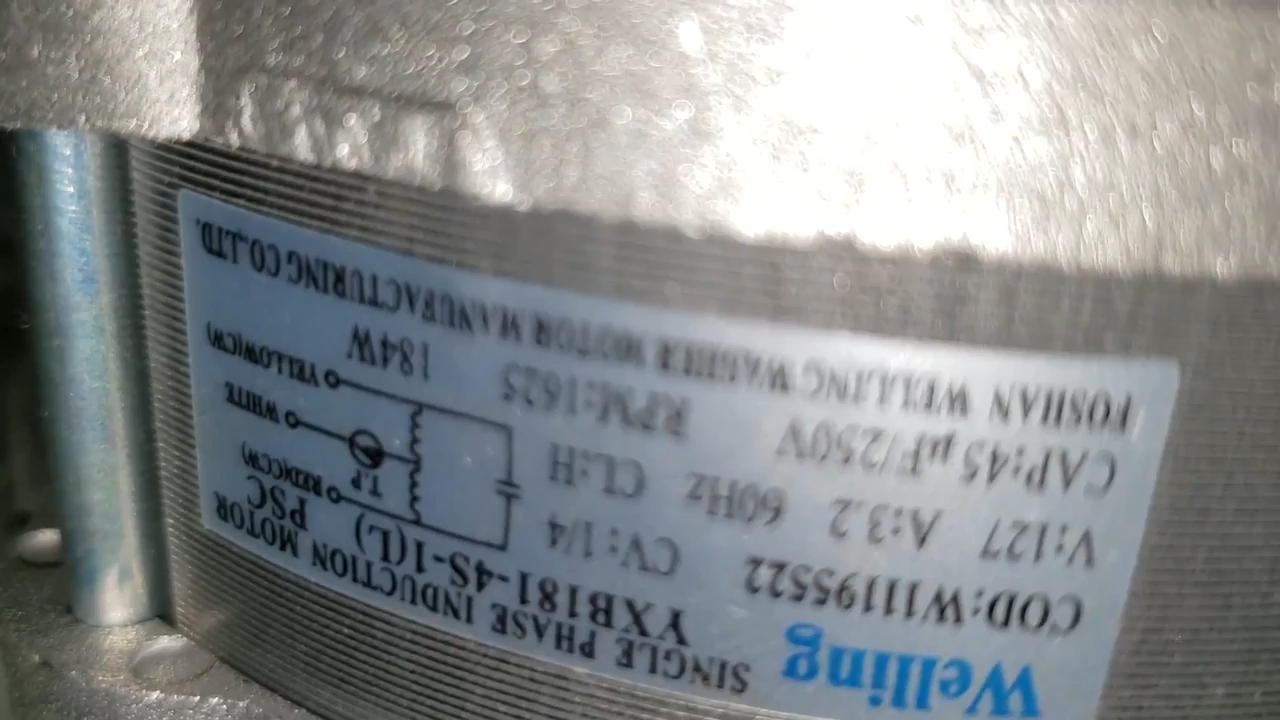 Welling
SINGLE PHASE INDUCTION MOTOR
YXB181-4S-1(L) PSC
COD:W11195522
CV:1/4
V:127 A:3.2 60Hz CL:H
CAP:45 μF/250V RPM:1625 184W
FOSHAN WELLING WASHER MOTOR MANUFACTURING CO.,LTD.
RED(CCW)
T.P
WHITE
YELLOW(CW)